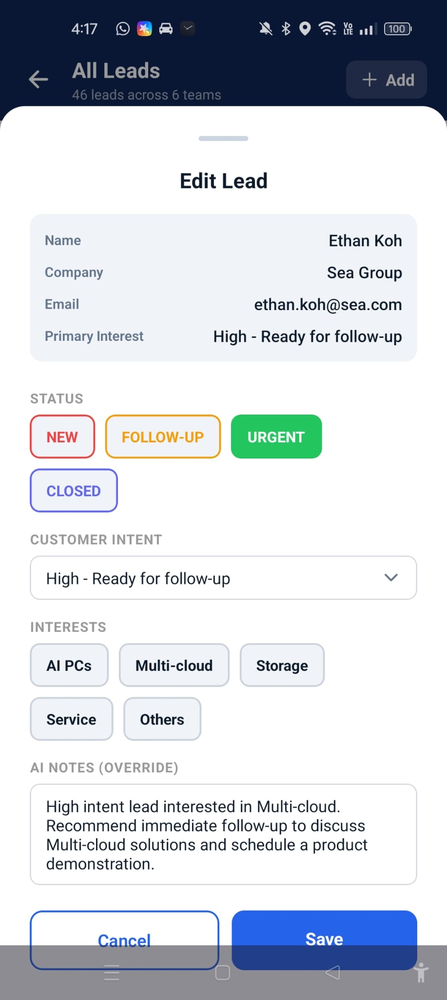 4:17
Vo
LTE
100
All Leads
46 leads across 6 teams
+ Add
Edit Lead
Name Ethan Koh
Company Sea Group
Email ethan.koh@sea.com
Primary Interest High - Ready for follow-up
STATUS
NEW FOLLOW-UP URGENT
CLOSED
CUSTOMER INTENT
High - Ready for follow-up
INTERESTS
AI PCs Multi-cloud Storage
Service Others
AI NOTES (OVERRIDE)
High intent lead interested in Multi-cloud.
Recommend immediate follow-up to discuss
Multi-cloud solutions and schedule a product
demonstration.
Cancel Save